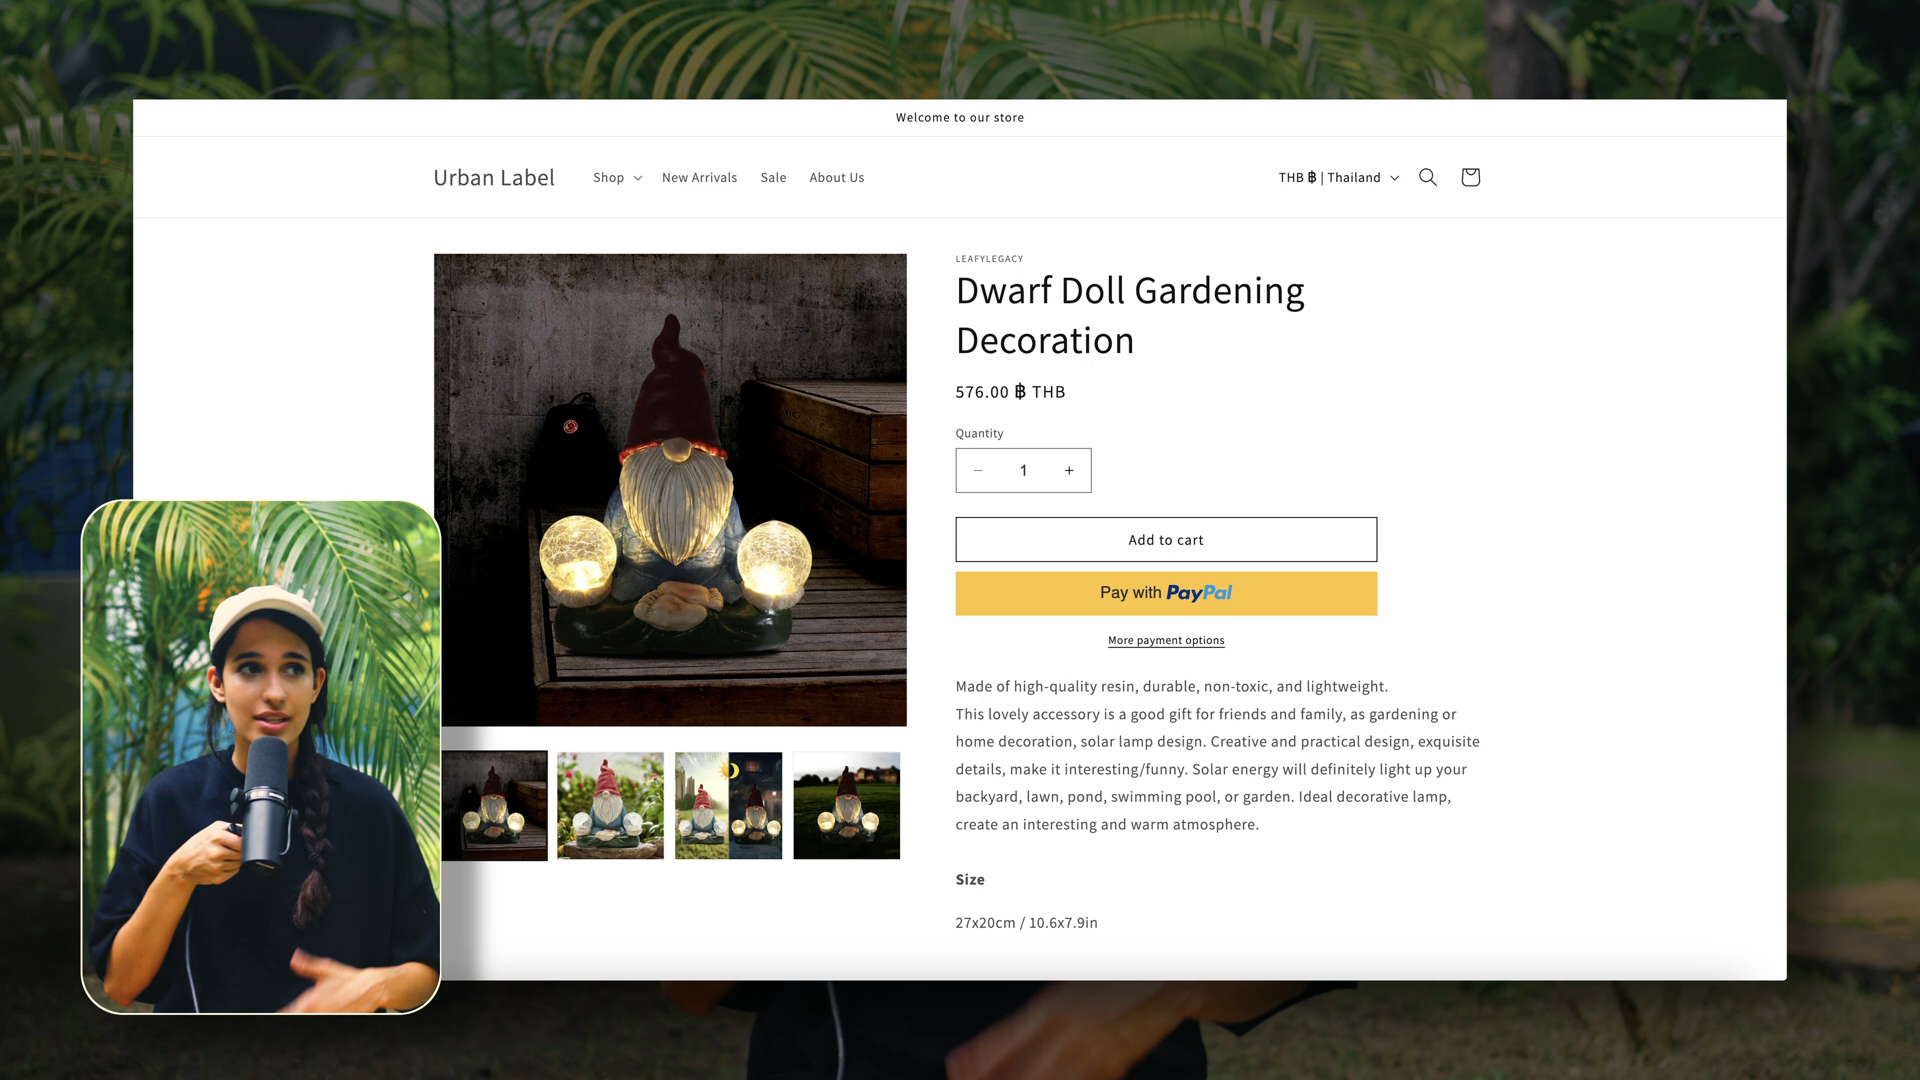 Welcome to our store
Urban Label
Shop
New Arrivals
Sale
About Us
THB ฿ | Thailand
LEAFYLEGACY
Dwarf Doll Gardening
Decoration
576.00 ฿ THB
Quantity
− 1 +
Add to cart
Pay with PayPal
More payment options
Made of high-quality resin, durable, non-toxic, and lightweight.
This lovely accessory is a good gift for friends and family, as gardening or
home decoration, solar lamp design. Creative and practical design, exquisite
details, make it interesting/funny. Solar energy will definitely light up your
backyard, lawn, pond, swimming pool, or garden. Ideal decorative lamp,
create an interesting and warm atmosphere.
Size
27x20cm / 10.6x7.9in